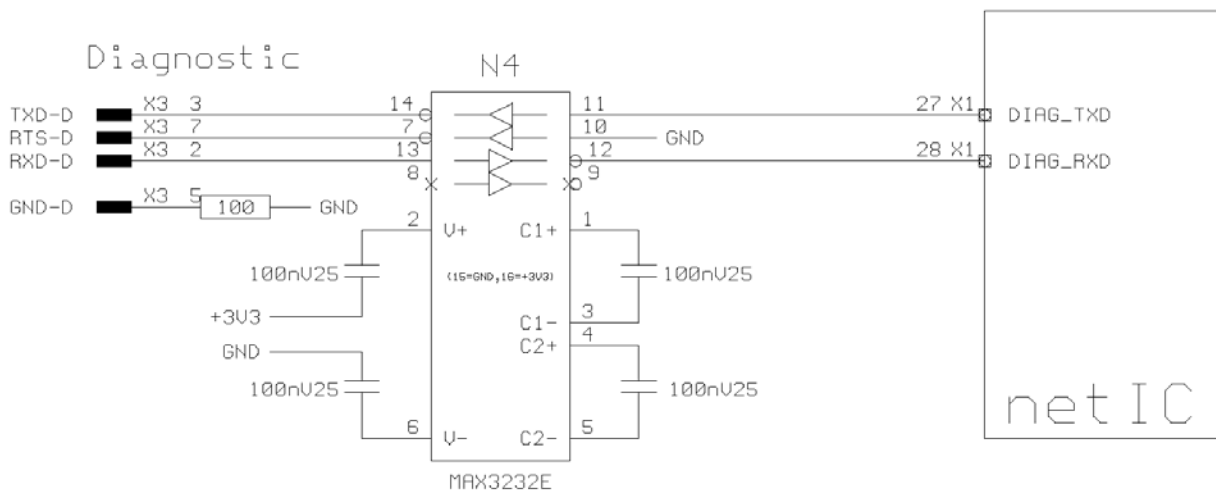 Diagnostic
N4
TXD-D X3 3 14 11 27 X1 DIAG_TXD
RTS-D X3 7 7 10 GND
RXD-D X3 2 13 12 28 X1 DIAG_RXD
8 9
GND-D X3 5 100 GND
2 V+ C1+ 1
100nV25 (15=GND,16=+3V3) 100nV25
+3V3 C1- 3
GND C2+ 4
100nV25 100nV25
netIC
6 V- C2- 5
MAX3232E